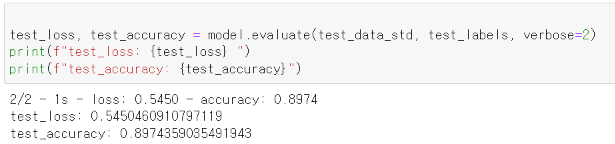 test_loss, test_accuracy = model.evaluate(test_data_std, test_labels, verbose=2)
print(f"test_loss: {test_loss} ")
print(f"test_accuracy: {test_accuracy}")
2/2 - 1s - loss: 0.5450 - accuracy: 0.8974
test_loss: 0.5450460910797119
test_accuracy: 0.8974359035491943